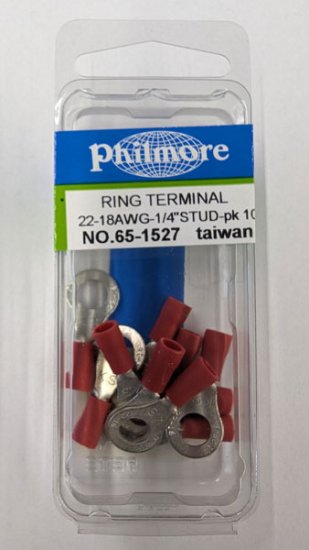 Philmore
RING TERMINAL
22-18AWG-1/4"STUD-pk 10
NO.65-1527 taiwan